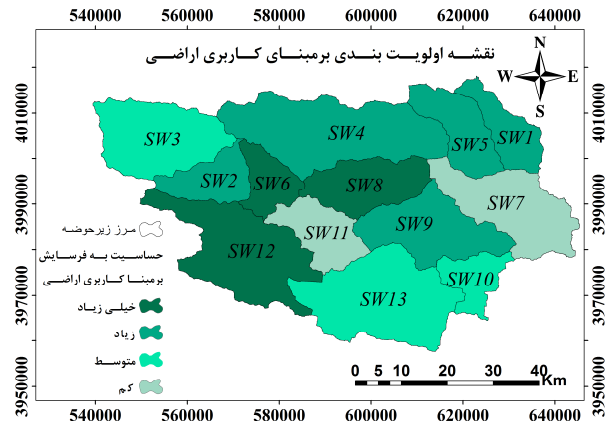 540000 560000 580000 600000 620000 640000
نقشه اولویت بندی برمبنای کاربری اراضی
N
W E
S
4010000
3990000
3970000
3950000
4010000
3990000
3970000
3950000
SW3
SW4
SW5
SW1
SW2
SW6
SW8
SW7
SW11
SW9
SW12
SW10
SW13
مرز زیرحوضه
حساسیت به فرسایش
برمبنا کاربری اراضی
خیلی زیاد
زیاد
متوسط
کم
0 5 10 20 30 40
Km
540000 560000 580000 600000 620000 640000